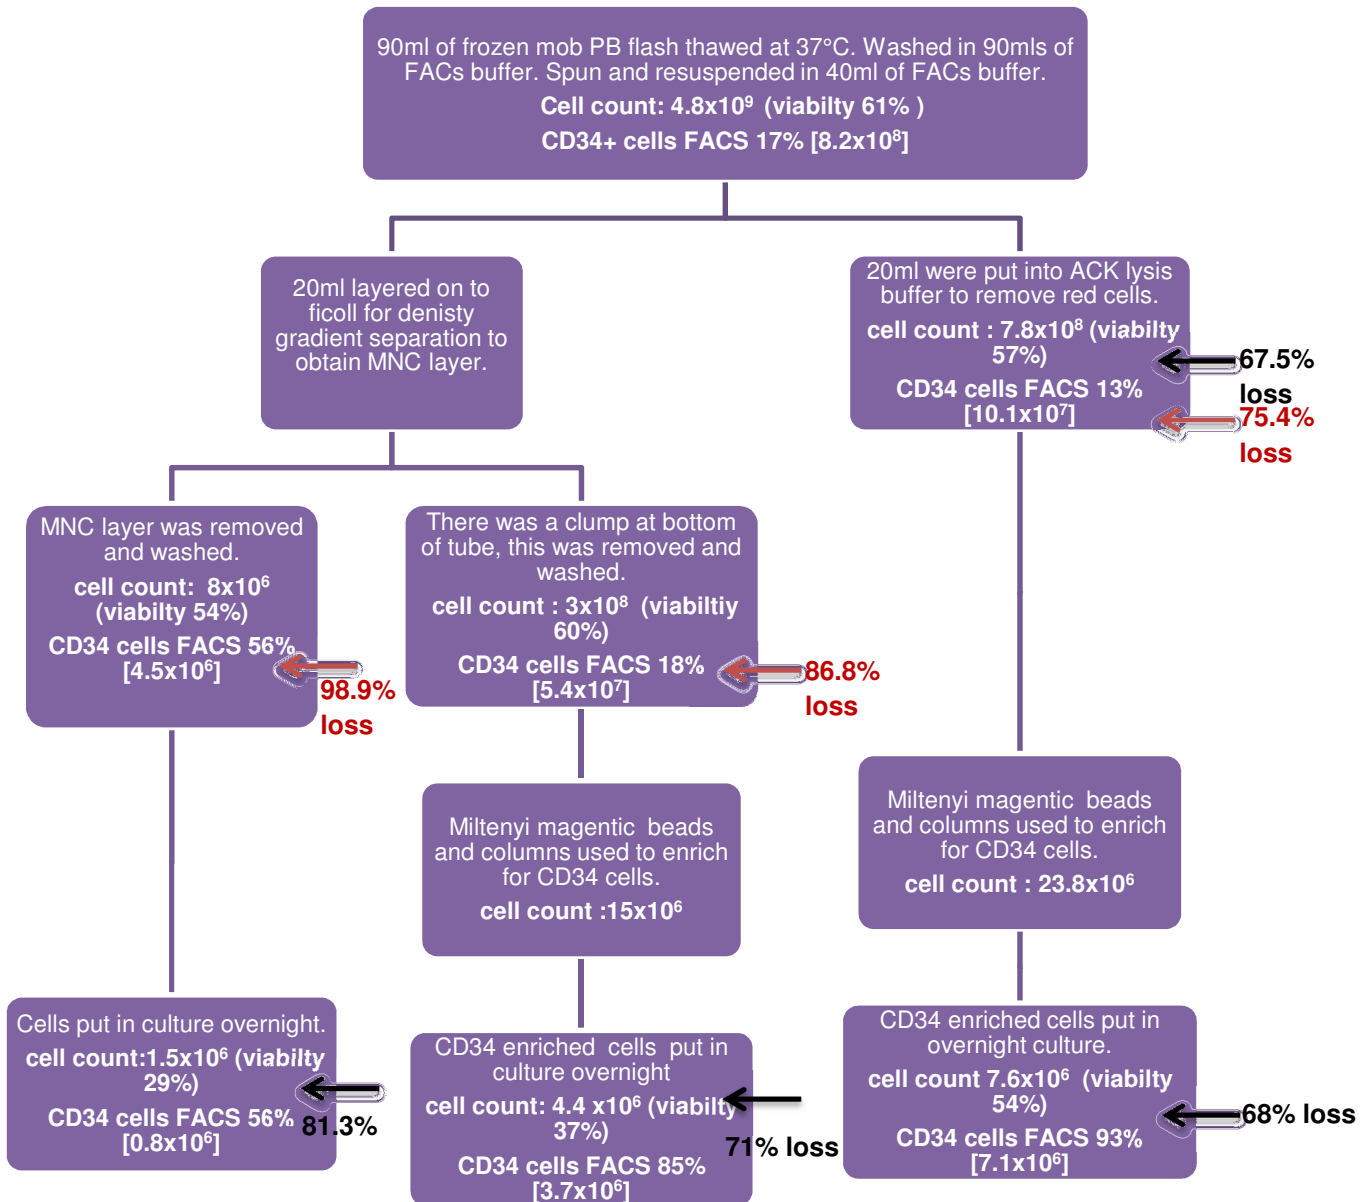 90ml of frozen mob PB flash thawed at 37°C. Washed in 90mls of
FACs buffer. Spun and resuspended in 40ml of FACs buffer.
Cell count: 4.8x10⁹ (viabilty 61% )
CD34+ cells FACS 17% [8.2x10⁸]
20ml layered on to
ficoll for denisty
gradient separation to
obtain MNC layer.
20ml were put into ACK lysis
buffer to remove red cells.
cell count : 7.8x10⁸ (viabilty
57%)
CD34 cells FACS 13%
[10.1x10⁷]
67.5%
loss
75.4%
loss
MNC layer was removed
and washed.
cell count: 8x10⁶
(viabilty 54%)
CD34 cells FACS 56%
[4.5x10⁶]
98.9%
loss
There was a clump at bottom
of tube, this was removed and
washed.
cell count : 3x10⁸ (viabiltiy
60%)
CD34 cells FACS 18%
[5.4x10⁷]
86.8%
loss
Miltenyi magentic beads
and columns used to enrich
for CD34 cells.
cell count :15x10⁶
Miltenyi magentic beads
and columns used to enrich
for CD34 cells.
cell count : 23.8x10⁶
Cells put in culture overnight.
cell count:1.5x10⁶ (viabilty
29%)
CD34 cells FACS 56%
[0.8x10⁶]
81.3%
CD34 enriched cells put in
culture overnight
cell count: 4.4 x10⁶ (viabilty
37%)
CD34 cells FACS 85%
[3.7x10⁶]
71% loss
CD34 enriched cells put in
overnight culture.
cell count 7.6x10⁶ (viabilty
54%)
CD34 cells FACS 93%
[7.1x10⁶]
68% loss